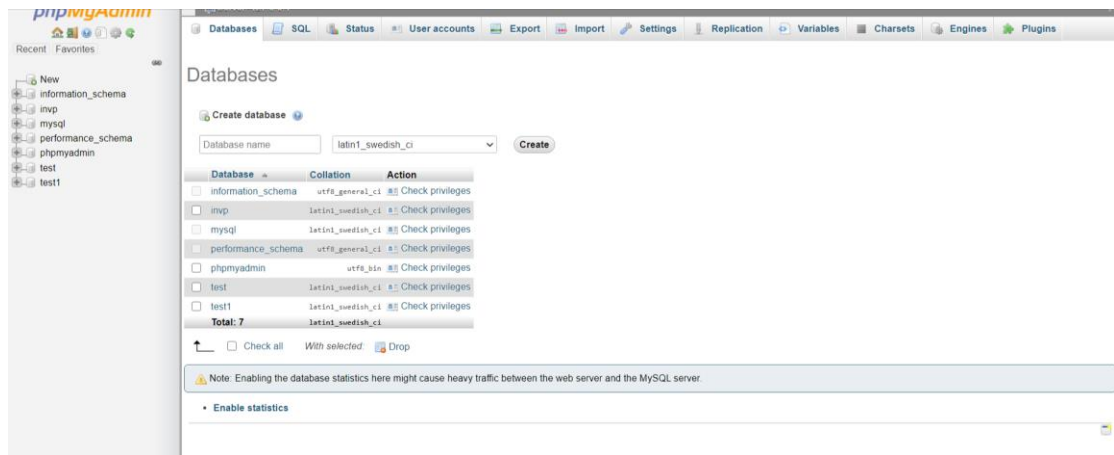 phpMyAdmin
Recent Favorites
New
information_schema
invp
mysql
performance_schema
phpmyadmin
test
test1
Databases SQL Status User accounts Export Import Settings Replication Variables Charsets Engines Plugins
Databases
Create database
Database name latin1_swedish_ci Create
Database Collation Action
information_schema utf8_general_ci Check privileges
invp latin1_swedish_ci Check privileges
mysql latin1_swedish_ci Check privileges
performance_schema utf8_general_ci Check privileges
phpmyadmin utf8_bin Check privileges
test latin1_swedish_ci Check privileges
test1 latin1_swedish_ci Check privileges
Total: 7 latin1_swedish_ci
Check all With selected: Drop
Note: Enabling the database statistics here might cause heavy traffic between the web server and the MySQL server.
Enable statistics